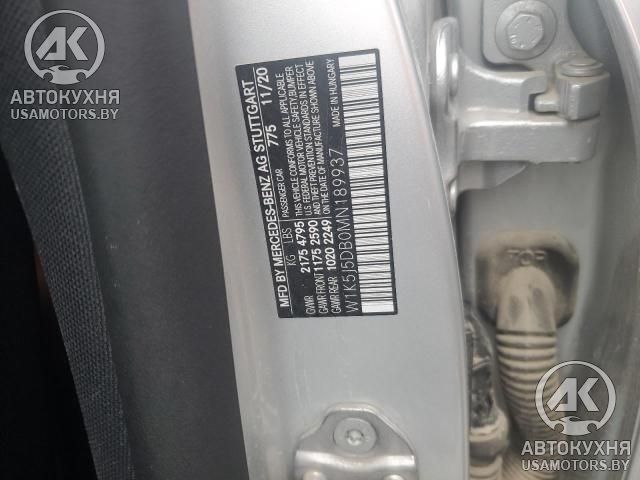 AK
АВТОКУХНЯ
USAMOTORS.BY
MFD BY MERCEDES-BENZ AG STUTTGART
PASSENGER CAR 775 11/20
KG LBS THIS VEHICLE CONFORMS TO ALL APPLICABLE
U.S. FEDERAL MOTOR VEHICLE SAFETY BUMPER
GVWR 2175 4795
GAWR FRONT 1175 2590 AND THEFT PREVENTION STANDARDS IN EFFECT
GAWR REAR 1020 2249 ON THE DATE OF MANUFACTURE SHOWN ABOVE
W1K5J5DB0MN189937 MADE IN HUNGARY
TOP
AK
АВТОКУХНЯ
USAMOTORS.BY